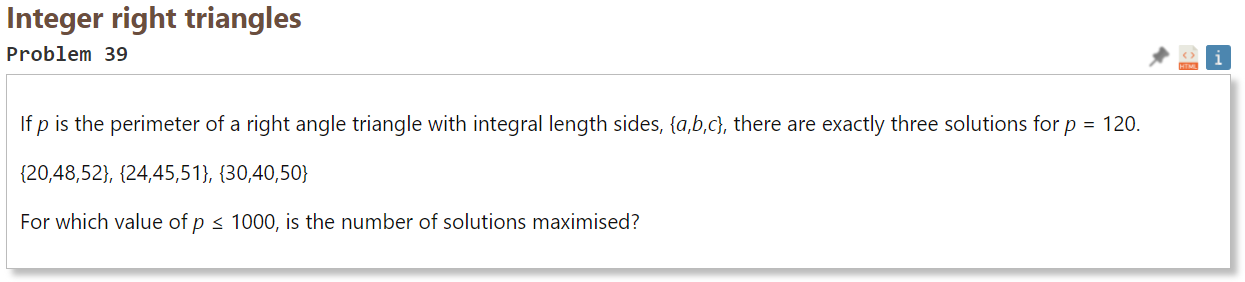 Integer right triangles
Problem 39
HTML
i
If p is the perimeter of a right angle triangle with integral length sides, {a,b,c}, there are exactly three solutions for p = 120.
{20,48,52}, {24,45,51}, {30,40,50}
For which value of p ≤ 1000, is the number of solutions maximised?